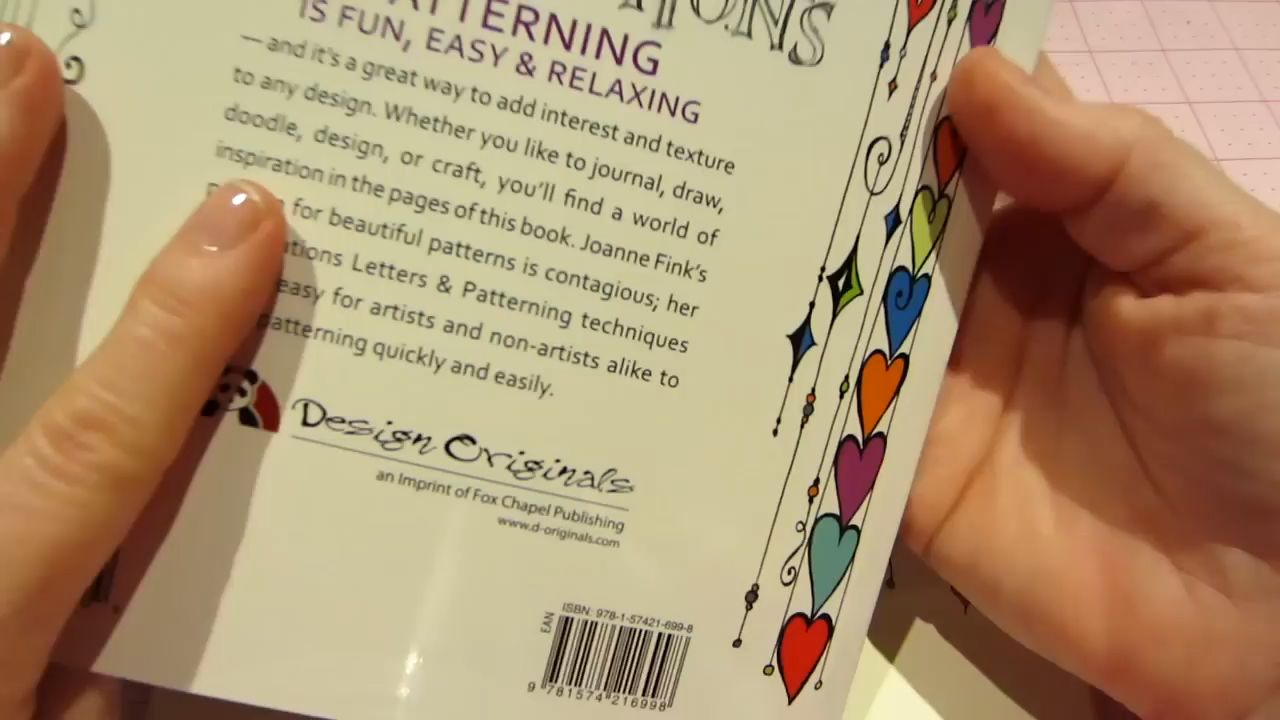 PATTERNING
IS FUN, EASY & RELAXING
—and it's a great way to add interest and texture
to any design. Whether you like to journal, draw,
doodle, design, or craft, you'll find a world of
inspiration in the pages of this book. Joanne Fink's
for beautiful patterns is contagious; her
ations Letters & Patterning techniques
easy for artists and non-artists alike to
patterning quickly and easily.
Design Originals
an Imprint of Fox Chapel Publishing
www.d-originals.com
ISBN: 978-1-57421-699-8
EAN
9 781574 216998